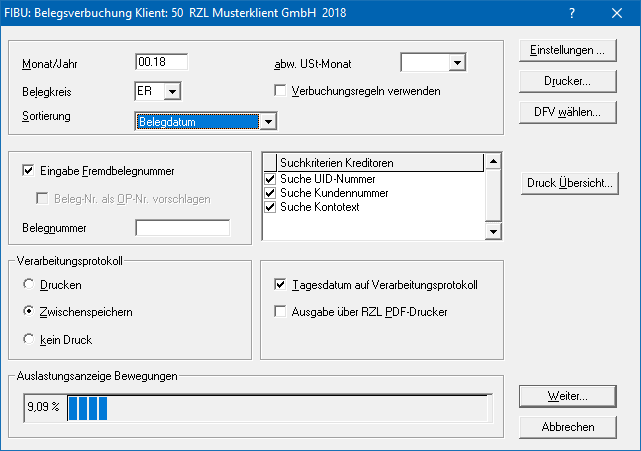 FIBU: Belegsverbuchung Klient: 50 RZL Musterklient GmbH 2018
Monat/Jahr 00.18 abw. USt-Monat Einstellungen ...
Belegkreis ER Verbuchungsregeln verwenden Drucker...
Sortierung Belegdatum DFV wählen...
Eingabe Fremdbelegnummer
Beleg-Nr. als OP-Nr. vorschlagen
Belegnummer
Suchkriterien Kreditoren
Suche UID-Nummer
Suche Kundennummer
Suche Kontotext
Druck Übersicht...
Verarbeitungsprotokoll
Drucken
Zwischenspeichern
kein Druck
Tagesdatum auf Verarbeitungsprotokoll
Ausgabe über RZL PDF-Drucker
Auslastungsanzeige Bewegungen
9,09 %
Weiter...
Abbrechen